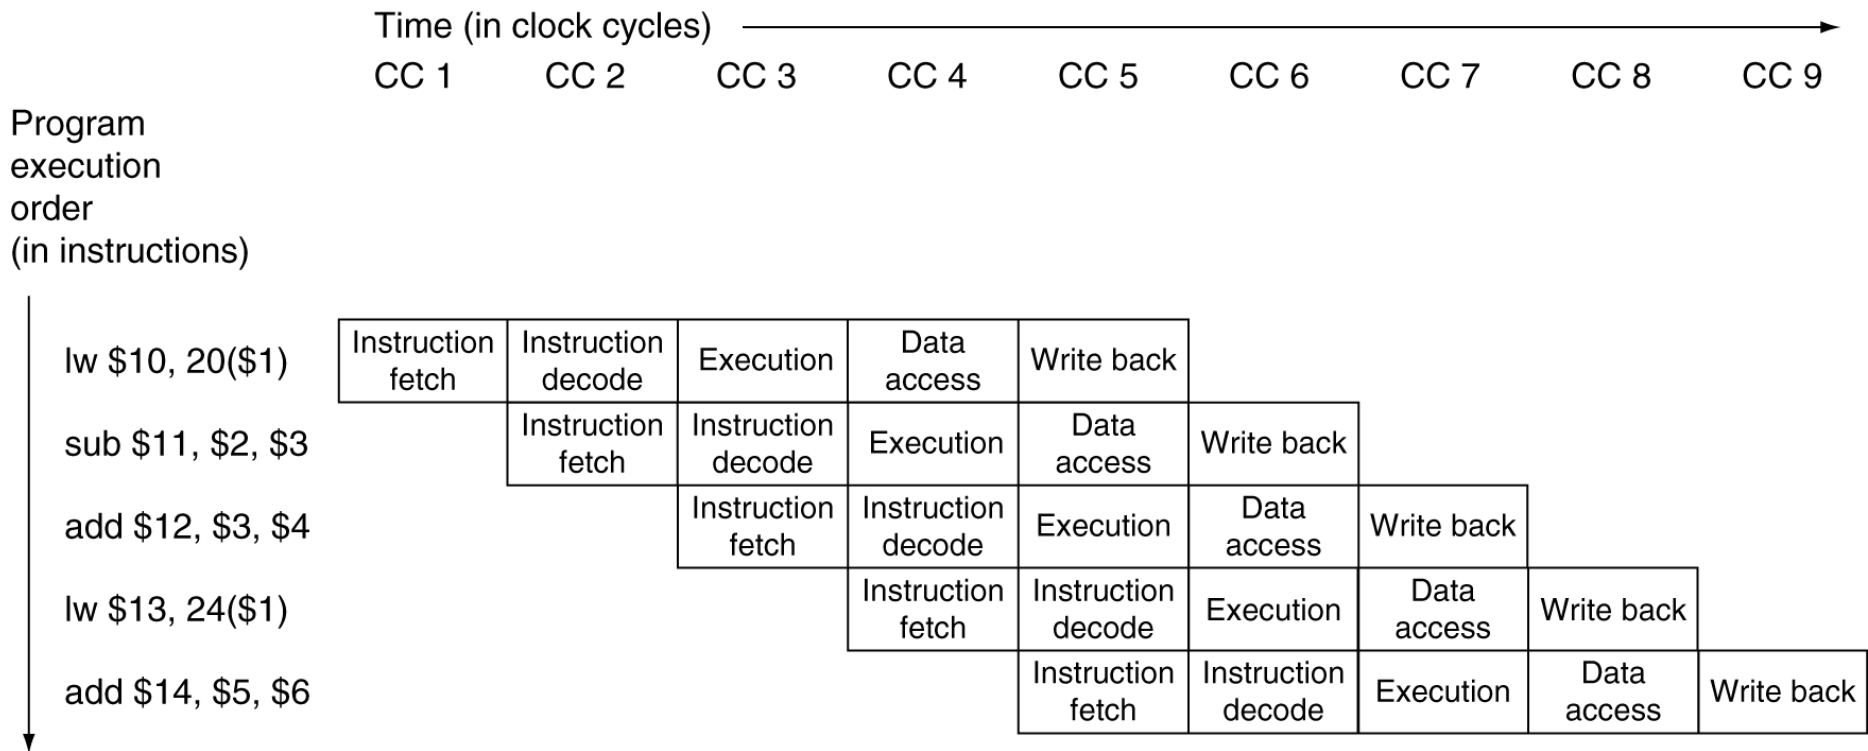 Time (in clock cycles)
CC 1 CC 2 CC 3 CC 4 CC 5 CC 6 CC 7 CC 8 CC 9
Program
execution
order
(in instructions)
lw $10, 20($1)
Instruction
fetch
Instruction
decode
Execution
Data
access
Write back
sub $11, $2, $3
Instruction
fetch
Instruction
decode
Execution
Data
access
Write back
add $12, $3, $4
Instruction
fetch
Instruction
decode
Execution
Data
access
Write back
lw $13, 24($1)
Instruction
fetch
Instruction
decode
Execution
Data
access
Write back
add $14, $5, $6
Instruction
fetch
Instruction
decode
Execution
Data
access
Write back